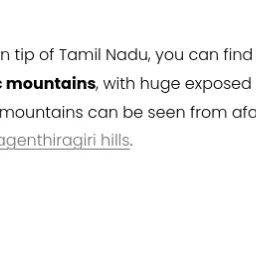 n tip of Tamil Nadu, you can find
c mountains, with huge exposed
mountains can be seen from afa
agenthiragiri hills.